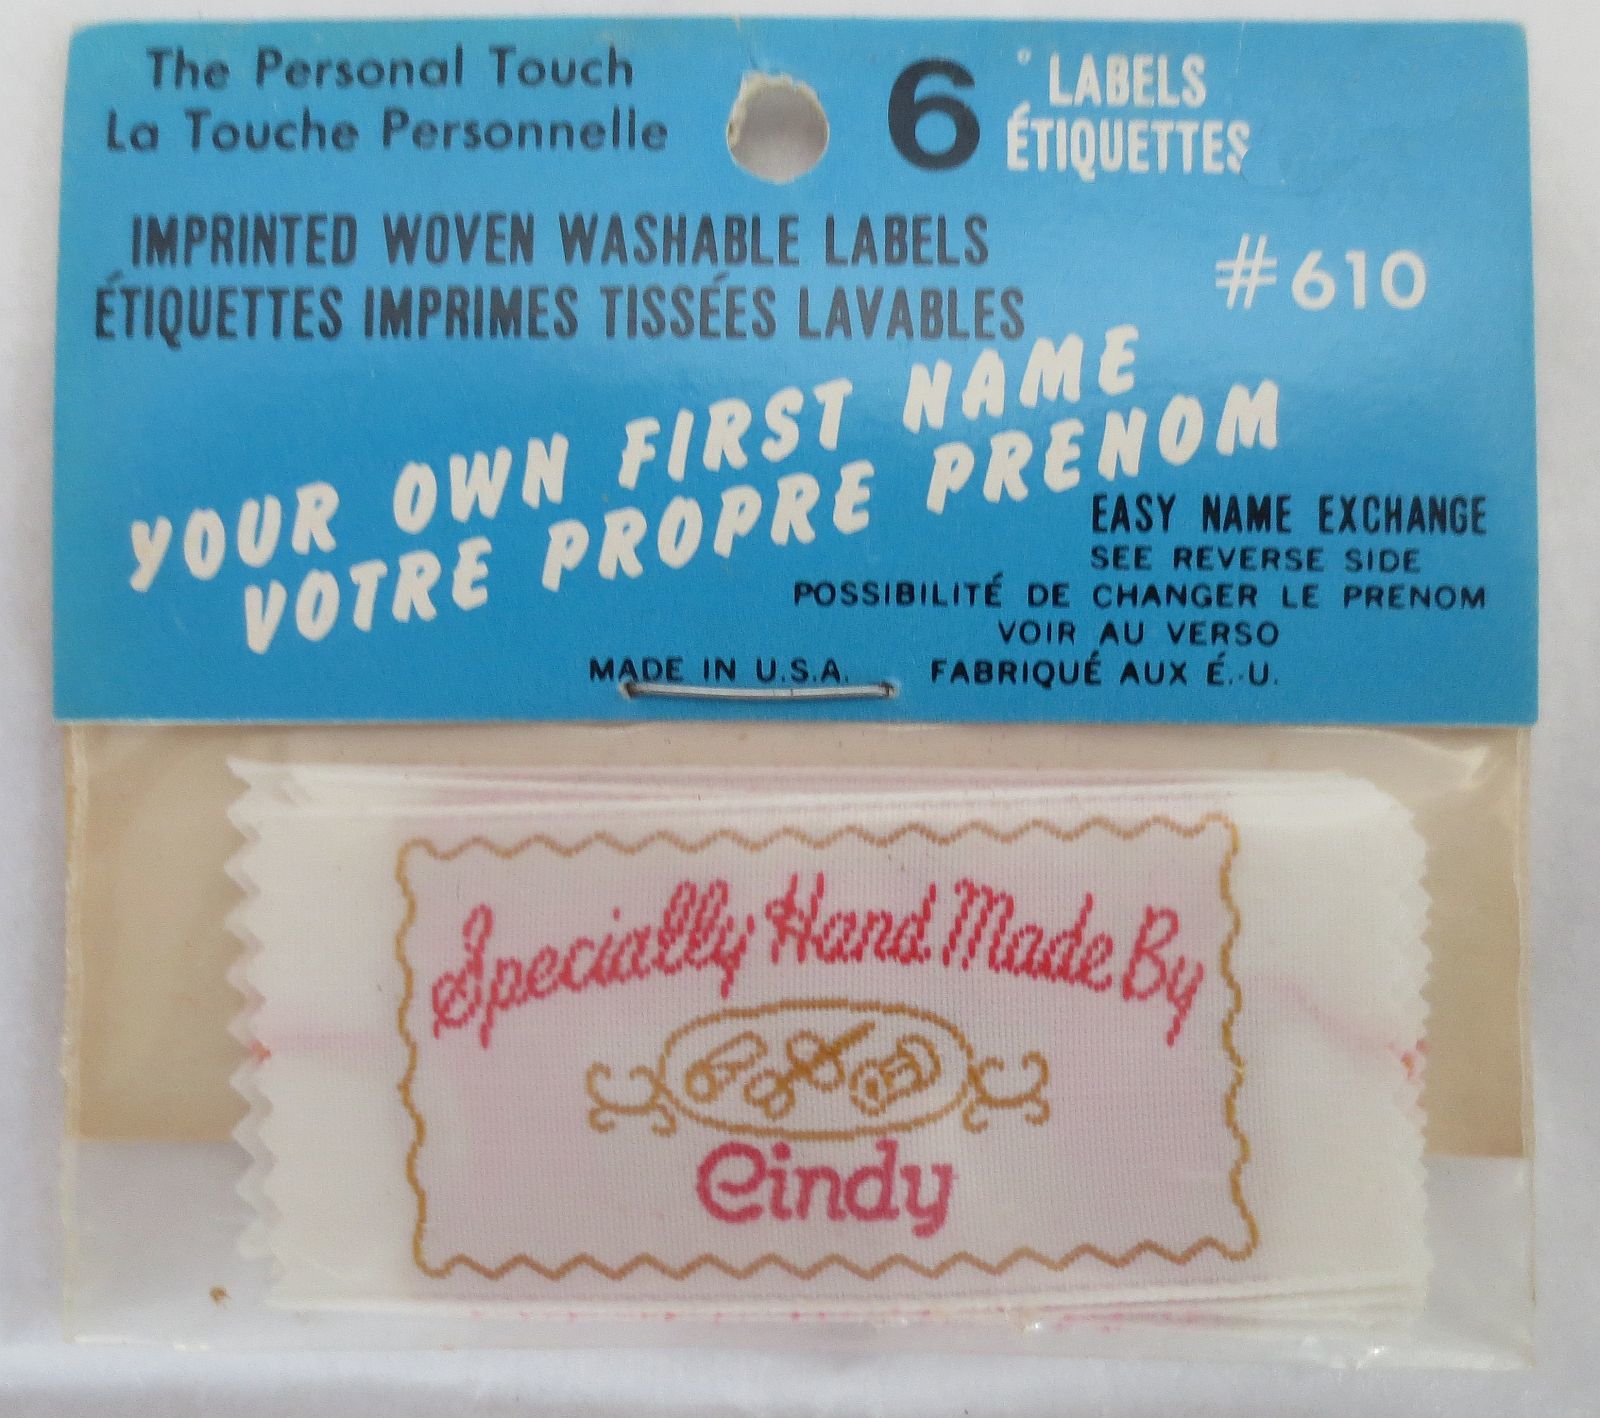 The Personal Touch
La Touche Personnelle
6 LABELS
ÉTIQUETTES
IMPRINTED WOVEN WASHABLE LABELS
ÉTIQUETTES IMPRIMES TISSÉES LAVABLES
#610
YOUR OWN FIRST NAME
VOTRE PROPRE PRENOM
EASY NAME EXCHANGE
SEE REVERSE SIDE
POSSIBILITÉ DE CHANGER LE PRENOM
VOIR AU VERSO
MADE IN U.S.A. FABRIQUÉ AUX É.-U.
Specially Hand Made By
Cindy